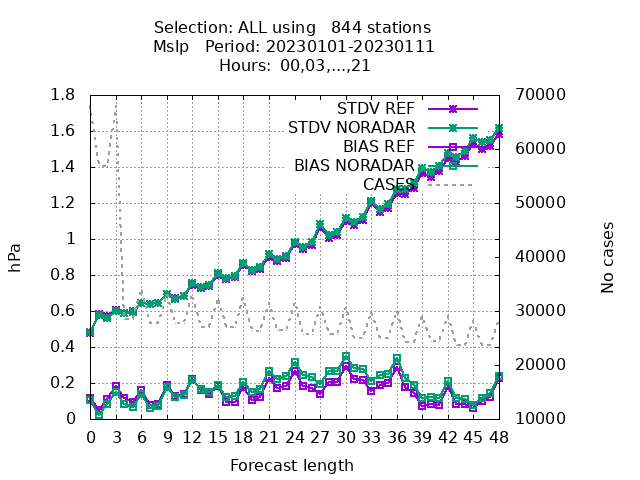 Selection: ALL using   844 stations
Mslp   Period: 20230101-20230111
Hours: 00,03,...,21
1.8
1.6
1.4
1.2
1
0.8
0.6
0.4
0.2
0
70000
60000
50000
40000
30000
20000
10000
hPa
No cases
STDV REF
STDV NORADAR
BIAS REF
BIAS NORADAR
CASES
0 3 6 9 12 15 18 21 24 27 30 33 36 39 42 45 48
Forecast length